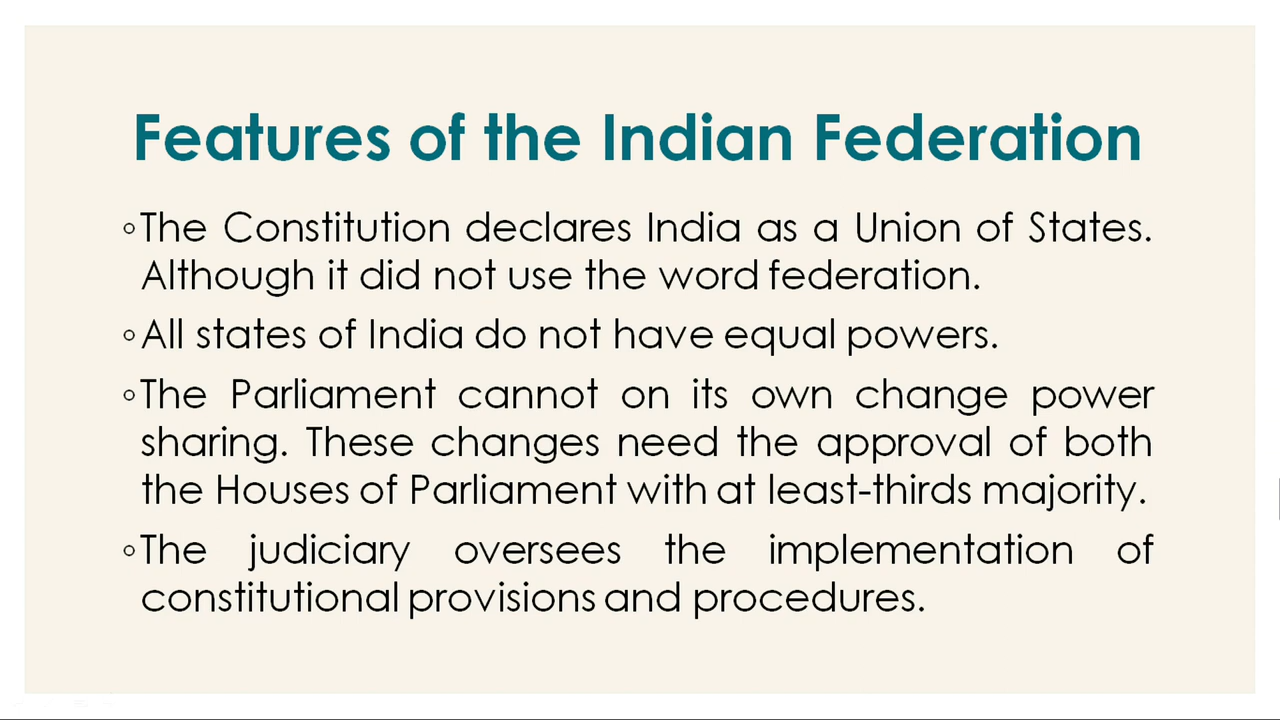 Features of the Indian Federation
◦The Constitution declares India as a Union of States.
Although it did not use the word federation.
◦All states of India do not have equal powers.
◦The Parliament cannot on its own change power
sharing. These changes need the approval of both
the Houses of Parliament with at least-thirds majority.
◦The judiciary oversees the implementation of
constitutional provisions and procedures.